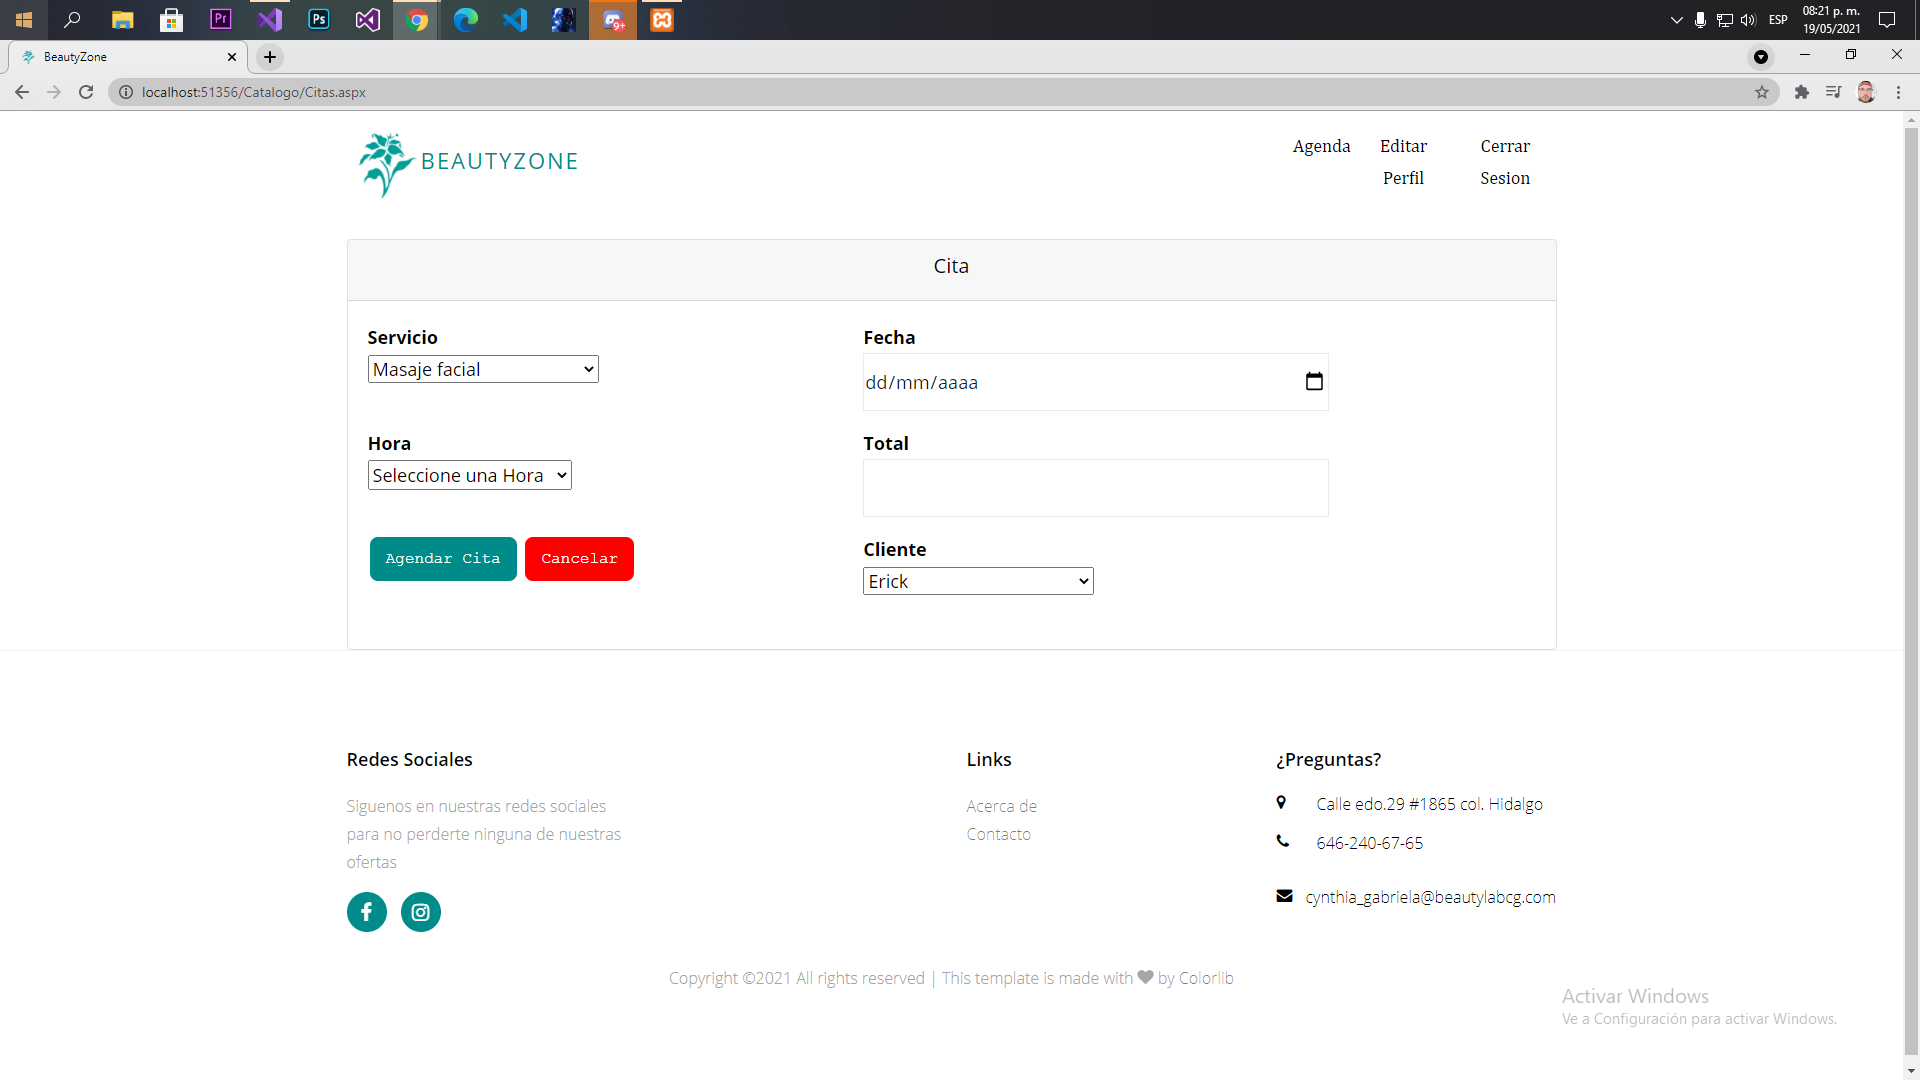 Pr
Ps
9+
ESP
08:21 p. m.
19/05/2021
BeautyZone
localhost:51356/Catalogo/Citas.aspx
BEAUTYZONE
Agenda
Editar
Perfil
Cerrar
Sesion
Cita
Servicio
Masaje facial
Fecha
dd/mm/aaaa
Hora
Seleccione una Hora
Total
Agendar Cita
Cancelar
Cliente
Erick
Redes Sociales
Siguenos en nuestras redes sociales
para no perderte ninguna de nuestras
ofertas
Links
Acerca de
Contacto
¿Preguntas?
Calle edo.29 #1865 col. Hidalgo
646-240-67-65
cynthia_gabriela@beautylabcg.com
Copyright ©2021 All rights reserved | This template is made with ♥ by Colorlib
Activar Windows
Ve a Configuración para activar Windows.